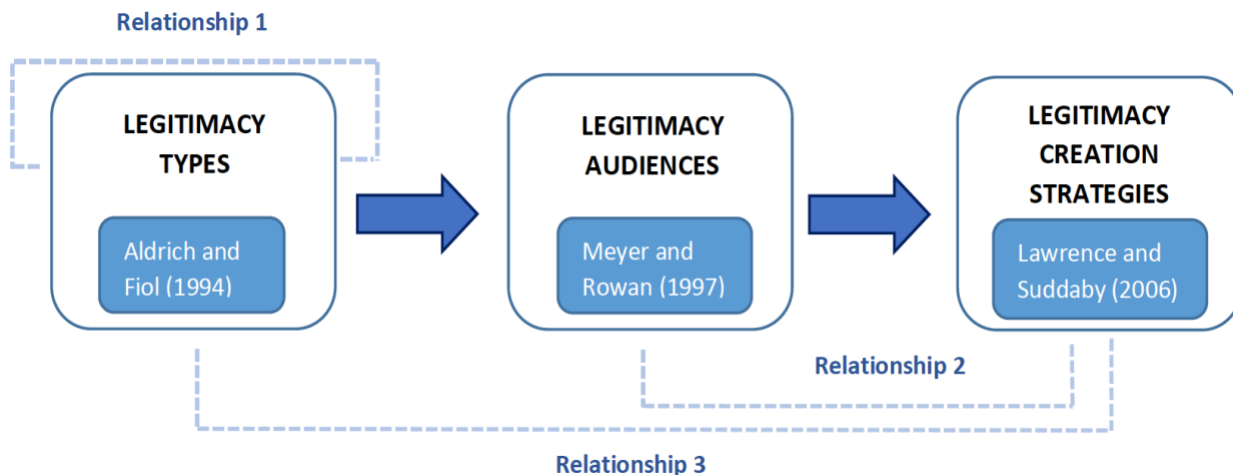 Relationship 1
LEGITIMACY
TYPES
Aldrich and
Fiol (1994)
LEGITIMACY
AUDIENCES
Meyer and
Rowan (1997)
LEGITIMACY
CREATION
STRATEGIES
Lawrence and
Suddaby (2006)
Relationship 2
Relationship 3